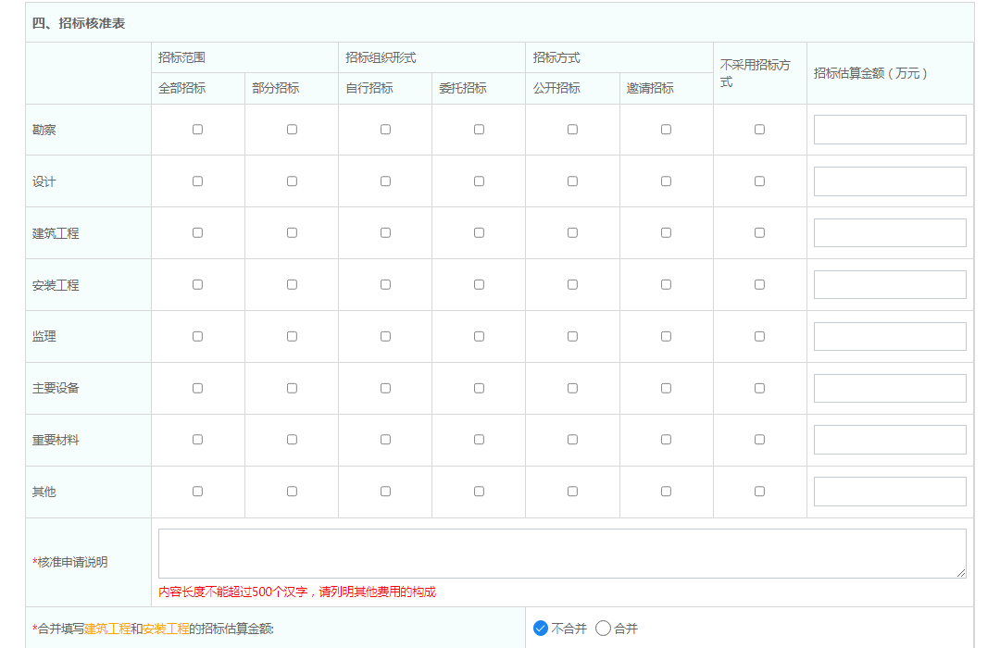 四、招标核准表
招标范围 招标组织形式 招标方式 不采用招标方式 招标估算金额（万元）
全部招标 部分招标 自行招标 委托招标 公开招标 邀请招标
勘察
设计
建筑工程
安装工程
监理
主要设备
重要材料
其他
*核准申请说明
内容长度不能超过500个汉字，请列明其他费用的构成
*合并填写建筑工程和安装工程的招标估算金额: 不合并 合并